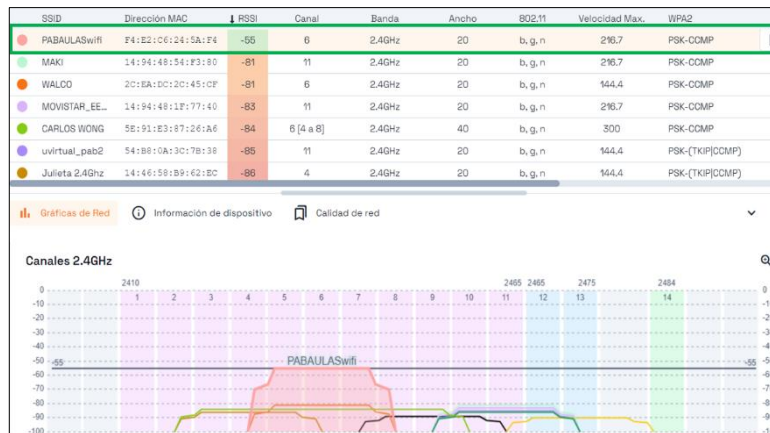 SSID Dirección MAC ↓ RSSI Canal Banda Ancho 802.11 Velocidad Max. WPA2
PABAULASwifi F4:E2:C6:24:5A:F4 -55 6 2.4GHz 20 b, g, n 216.7 PSK-CCMP
MAKI 14:94:48:54:F3:80 -81 11 2.4GHz 20 b, g, n 216.7 PSK-CCMP
WALCO 2C:EA:DC:2C:45:CF -81 6 2.4GHz 20 b, g, n 144.4 PSK-CCMP
MOVISTAR_EE... 14:94:48:1F:77:40 -83 11 2.4GHz 20 b, g, n 216.7 PSK-CCMP
CARLOS WONG 5E:91:E3:87:26:A6 -84 6 [4 a 8] 2.4GHz 40 b, g, n 300 PSK-CCMP
uvirtual_pab2 54:B8:0A:3C:7B:38 -85 11 2.4GHz 20 b, g, n 144.4 PSK-(TKIP|CCMP)
Julieta 2.4Ghz 14:46:58:B9:62:EC -86 4 2.4GHz 20 b, g, n 144.4 PSK-(TKIP|CCMP)
Gráficas de Red Información de dispositivo Calidad de red
Canales 2.4GHz
2410 2465 2465 2475 2484
0 1 2 3 4 5 6 7 8 9 10 11 12 13 14 0
-10
-20
-30
-40
-50
-55 PABAULASwifi -55
-60
-70
-80
-90
-100